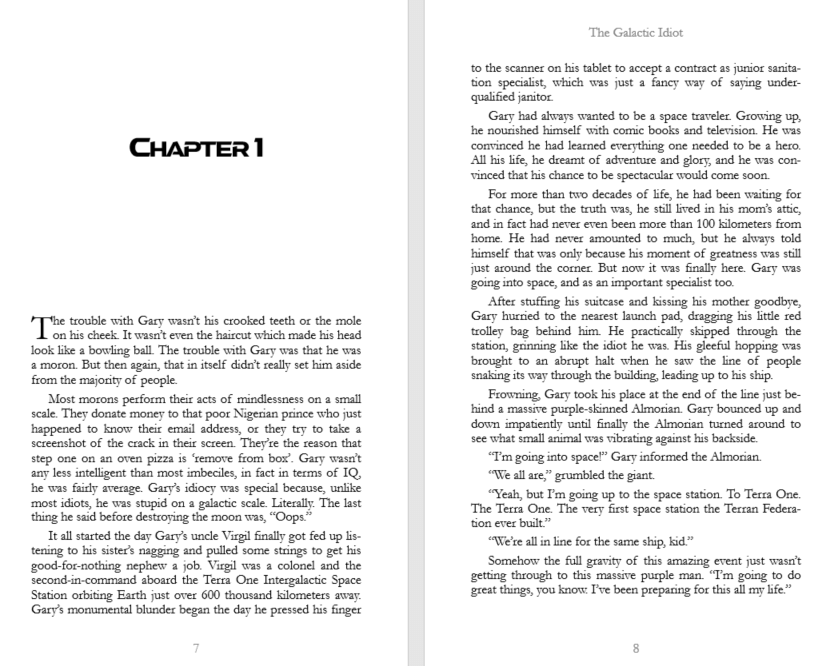 CHAPTER 1
The trouble with Gary wasn't his crooked teeth or the mole
on his cheek. It wasn't even the haircut which made his head
look like a bowling ball. The trouble with Gary was that he was
a moron. But then again, that in itself didn't really set him aside
from the majority of people.
Most morons perform their acts of mindlessness on a small
scale. They donate money to that poor Nigerian prince who just
happened to know their email address, or they try to take a
screenshot of the crack in their screen. They're the reason that
step one on an oven pizza is ‘remove from box’. Gary wasn't
any less intelligent than most imbeciles, in fact in terms of IQ,
he was fairly average. Gary's idiocy was special because, unlike
most idiots, he was stupid on a galactic scale. Literally. The last
thing he said before destroying the moon was, “Oops.”
It all started the day Gary's uncle Virgil finally got fed up lis-
tening to his sister's nagging and pulled some strings to get his
good-for-nothing nephew a job. Virgil was a colonel and the
second-in-command aboard the Terra One Intergalactic Space
Station orbiting Earth just over 600 thousand kilometers away.
Gary's monumental blunder began the day he pressed his finger
7
The Galactic Idiot
to the scanner on his tablet to accept a contract as junior sanita-
tion specialist, which was just a fancy way of saying under-
qualified janitor.
Gary had always wanted to be a space traveler. Growing up,
he nourished himself with comic books and television. He was
convinced he had learned everything one needed to be a hero.
All his life, he dreamt of adventure and glory, and he was con-
vinced that his chance to be spectacular would come soon.
For more than two decades of life, he had been waiting for
that chance, but the truth was, he still lived in his mom's attic,
and in fact had never even been more than 100 kilometers from
home. He had never amounted to much, but he always told
himself that was only because his moment of greatness was still
just around the corner. But now it was finally here. Gary was
going into space, and as an important specialist too.
After stuffing his suitcase and kissing his mother goodbye,
Gary hurried to the nearest launch pad, dragging his little red
trolley bag behind him. He practically skipped through the
station, grinning like the idiot he was. His gleeful hopping was
brought to an abrupt halt when he saw the line of people
snaking its way through the building, leading up to his ship.
Frowning, Gary took his place at the end of the line just be-
hind a massive purple-skinned Almorian. Gary bounced up and
down impatiently until finally the Almorian turned around to
see what small animal was vibrating against his backside.
“I'm going into space!” Gary informed the Almorian.
“We all are,” grumbled the giant.
“Yeah, but I'm going up to the space station. To Terra One.
The Terra One. The very first space station the Terran Federa-
tion ever built.”
“We're all in line for the same ship, kid.”
Somehow the full gravity of this amazing event just wasn't
getting through to this massive purple man. “I'm going to do
great things, you know. I've been preparing for this all my life.”
8